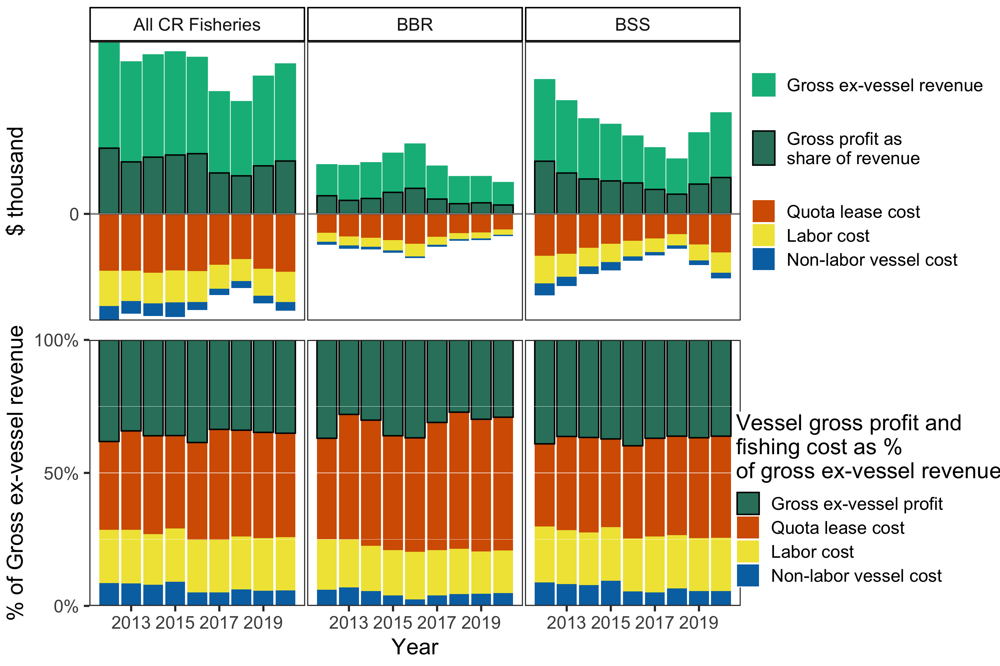 All CR Fisheries
BBR
BSS
$ thousand
0
Gross ex-vessel revenue
Gross profit as
share of revenue
Quota lease cost
Labor cost
Non-labor vessel cost
% of Gross ex-vessel revenue
100%
50%
0%
Vessel gross profit and
fishing cost as %
of gross ex-vessel revenue
Gross ex-vessel profit
Quota lease cost
Labor cost
Non-labor vessel cost
2013 2015 2017 2019
2013 2015 2017 2019
2013 2015 2017 2019
Year